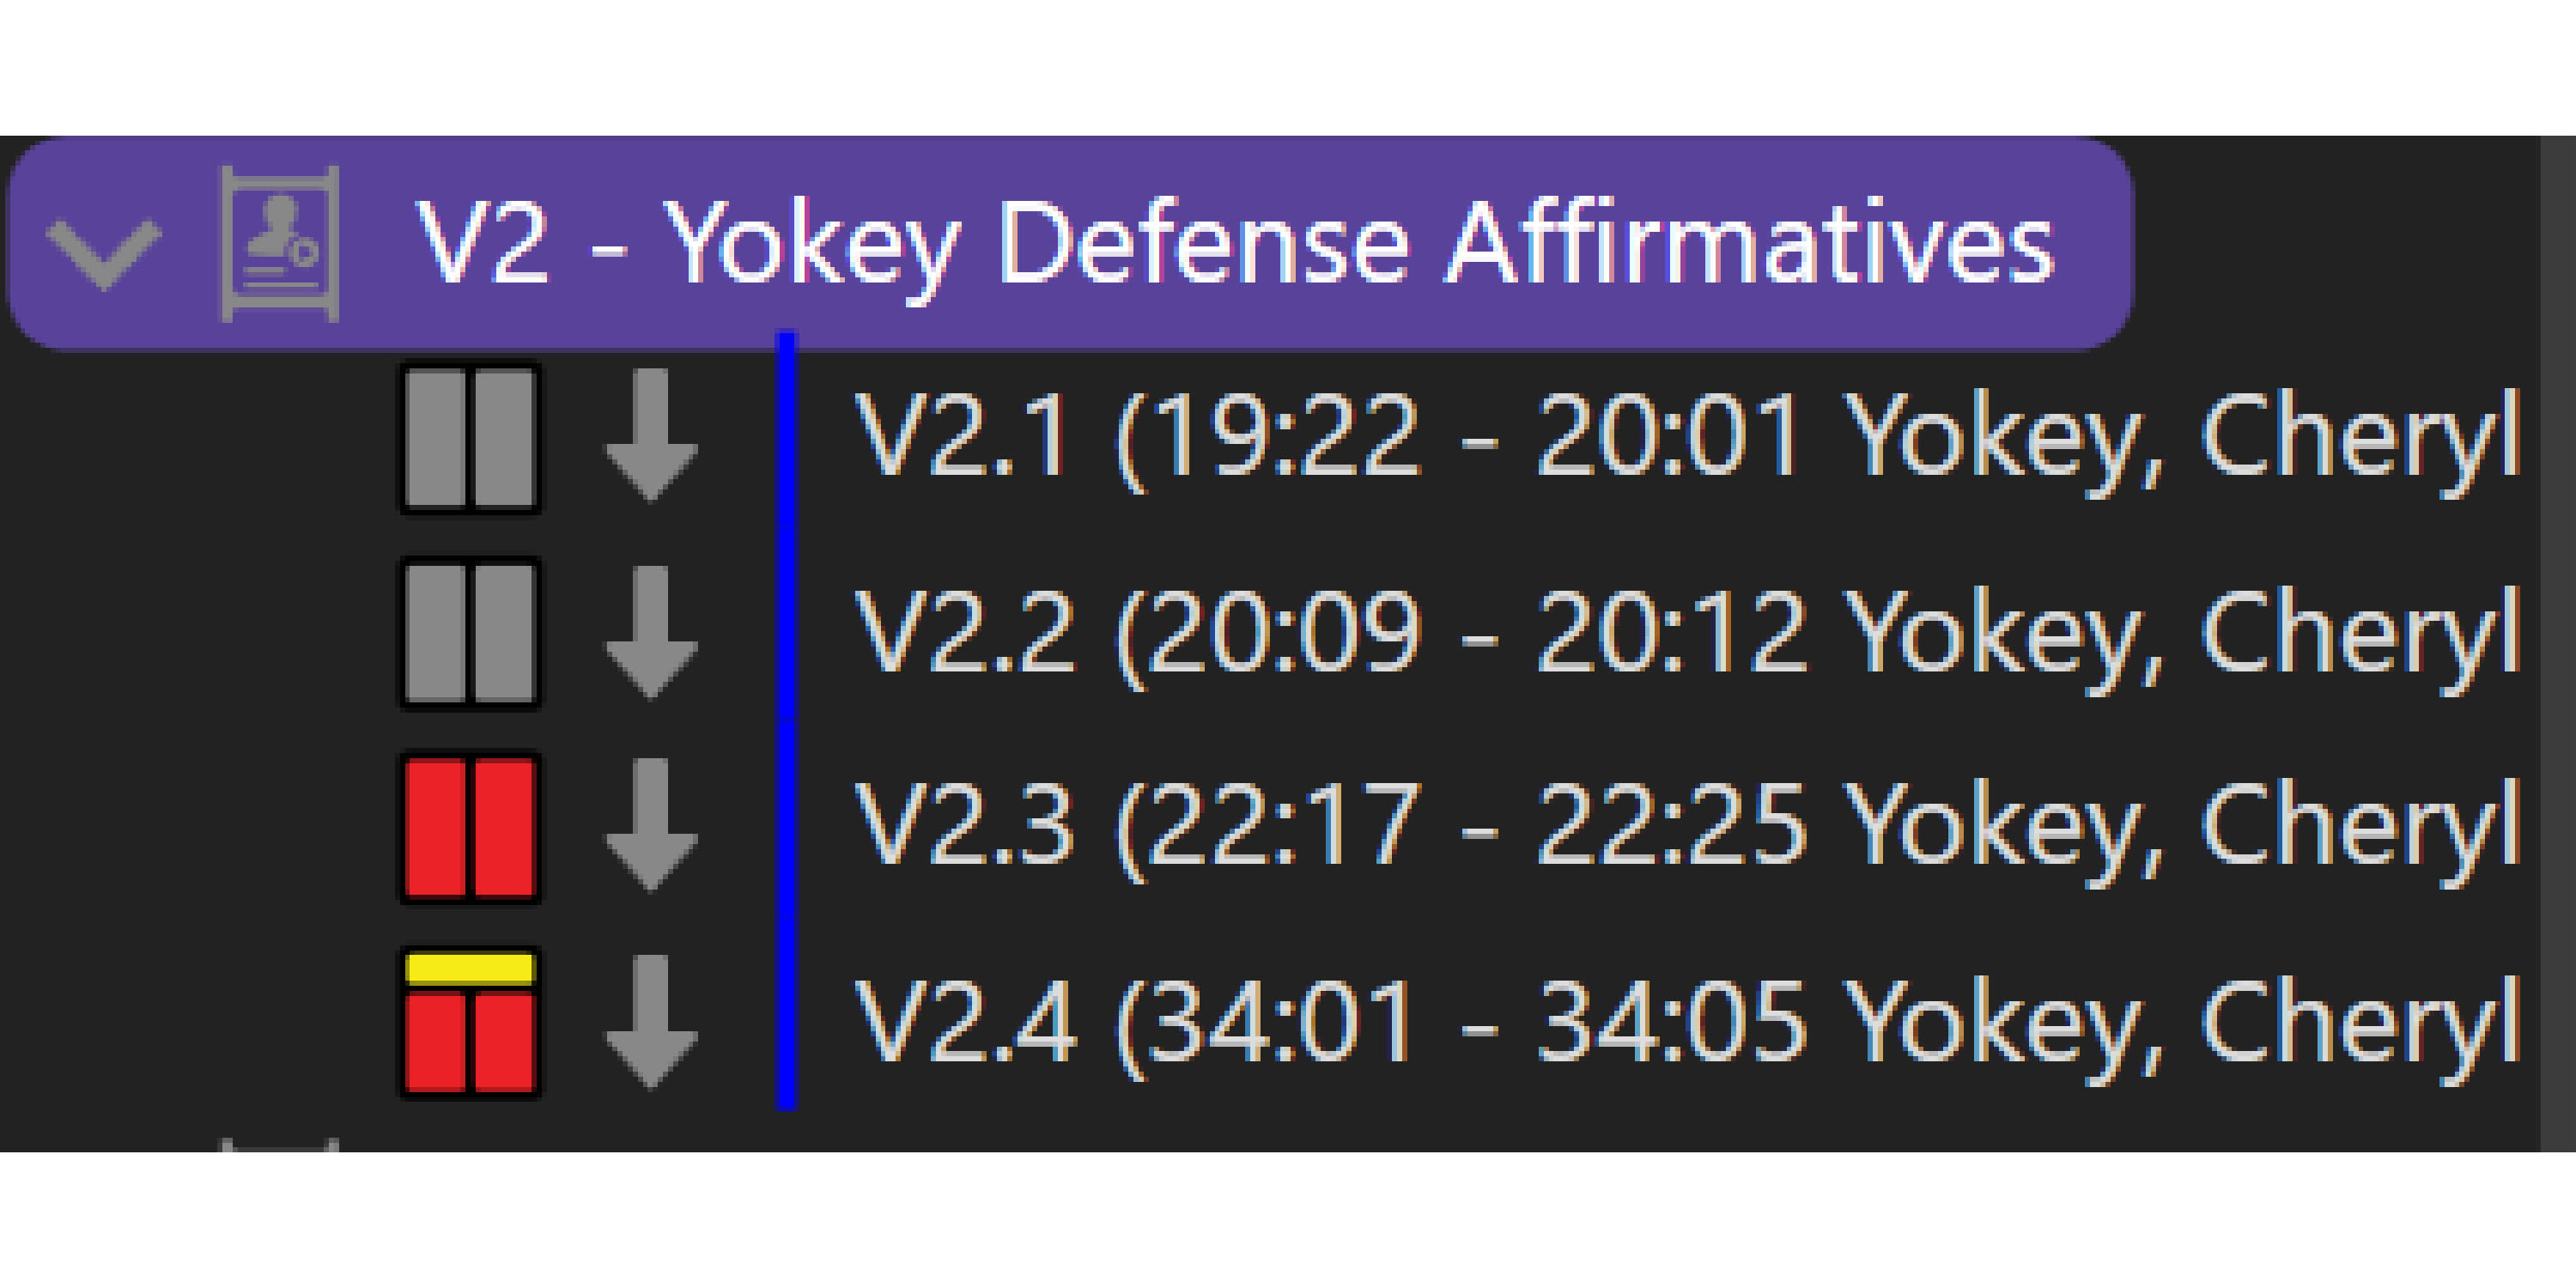 V2 - Yokey Defense Affirmatives
V2.1 (19:22 - 20:01 Yokey, Cheryl
V2.2 (20:09 - 20:12 Yokey, Cheryl
V2.3 (22:17 - 22:25 Yokey, Cheryl
V2.4 (34:01 - 34:05 Yokey, Cheryl